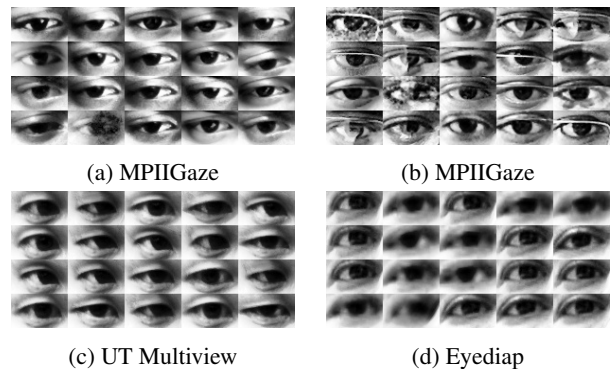 (a) MPIIGaze
(b) MPIIGaze
(c) UT Multiview
(d) Eyediap